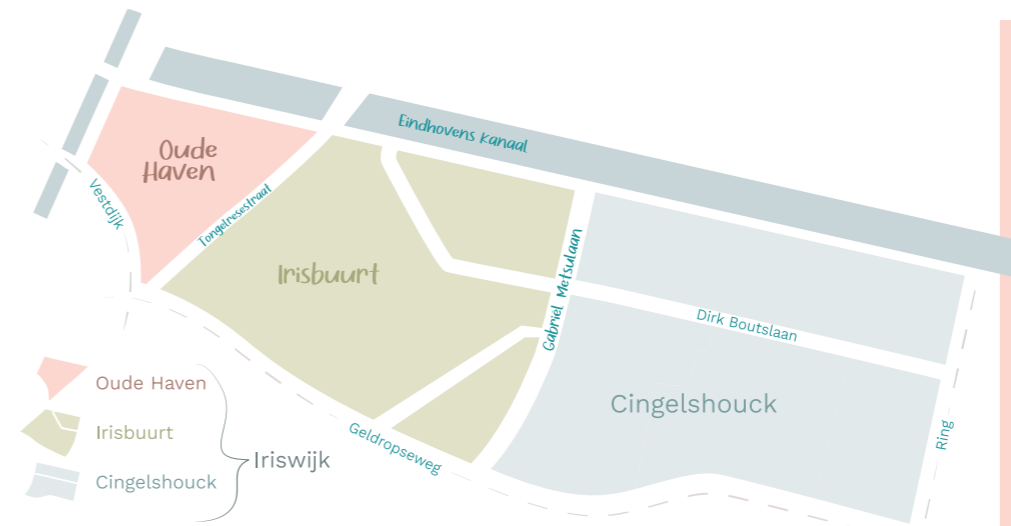 Eindhovens Kanaal
Oude
Haven
Vestdijk
Tongelresestraat
Irisbuurt
Gabriel Metsulaan
Dirk Boutslaan
Cingelshouck
Geldropseweg
Ring
Oude Haven
Irisbuurt
Iriswijk
Cingelshouck